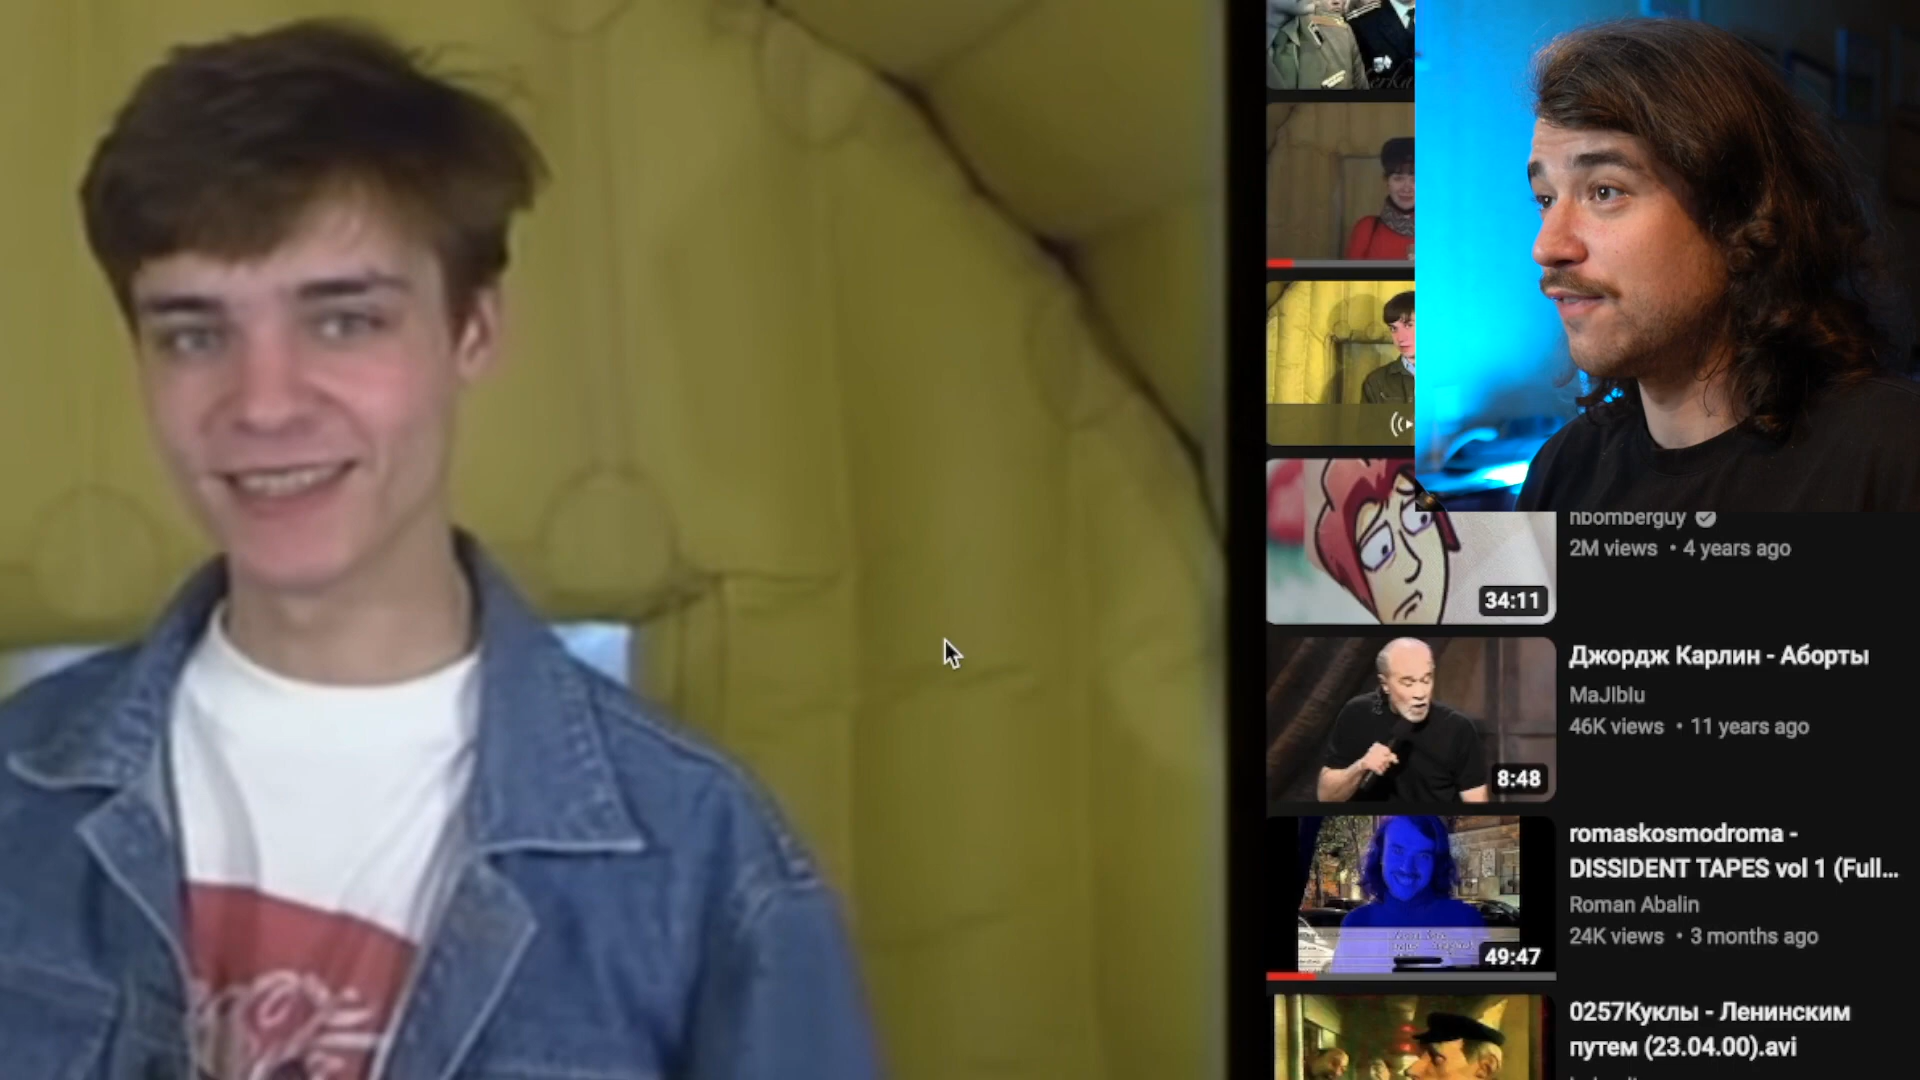 hbomberguy
2M views • 4 years ago
34:11
Джордж Карлин - Аборты
MaJIblu
46K views • 11 years ago
8:48
romaskosmodroma -
DISSIDENT TAPES vol 1 (Full...
Roman Abalin
24K views • 3 months ago
49:47
0257Куклы - Ленинским
путем (23.04.00).avi